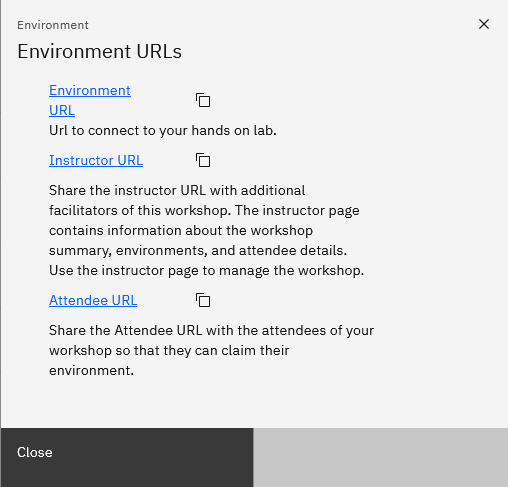 Environment
Environment URLs
Environment
URL
Url to connect to your hands on lab.
Instructor URL
Share the instructor URL with additional
facilitators of this workshop. The instructor page
contains information about the workshop
summary, environments, and attendee details.
Use the instructor page to manage the workshop.
Attendee URL
Share the Attendee URL with the attendees of your
workshop so that they can claim their
environment.
Close